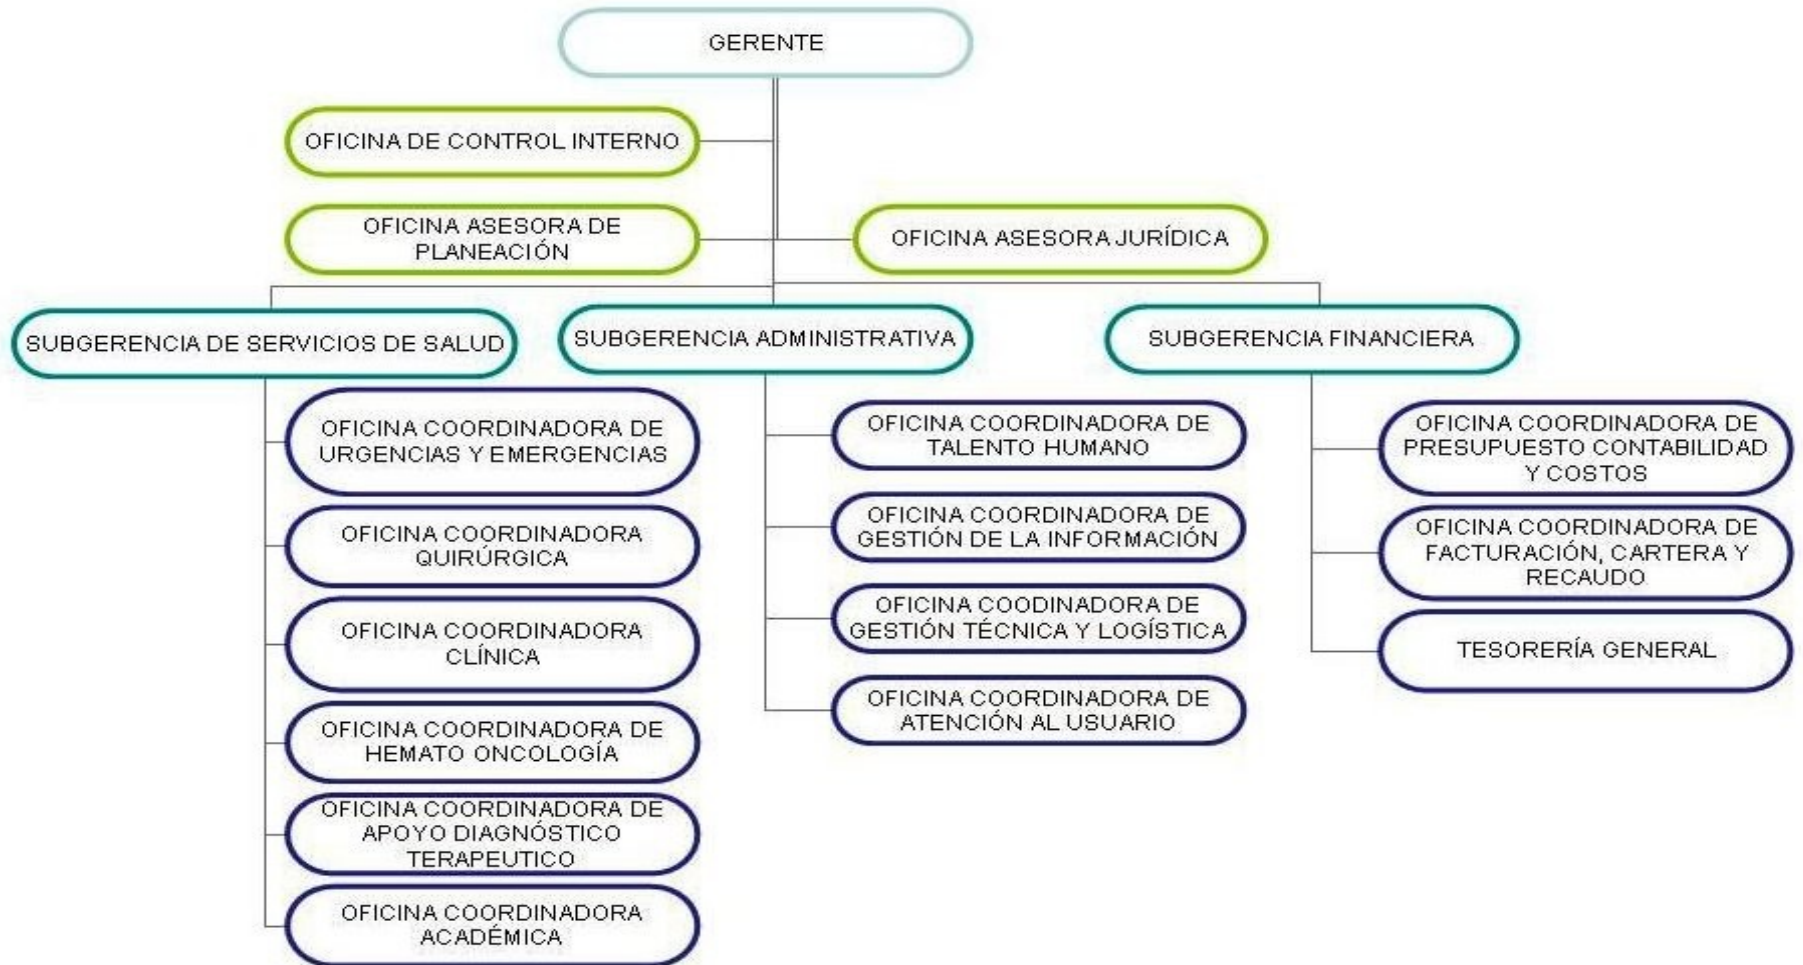 GERENTE
OFICINA DE CONTROL INTERNO
OFICINA ASESORA DE
PLANEACIÓN
OFICINA ASESORA JURÍDICA
SUBGERENCIA DE SERVICIOS DE SALUD
SUBGERENCIA ADMINISTRATIVA
SUBGERENCIA FINANCIERA
OFICINA COORDINADORA DE
URGENCIAS Y EMERGENCIAS
OFICINA COORDINADORA
QUIRÚRGICA
OFICINA COORDINADORA
CLÍNICA
OFICINA COORDINADORA DE
HEMATO ONCOLOGÍA
OFICINA COORDINADORA DE
APOYO DIAGNÓSTICO
TERAPEUTICO
OFICINA COORDINADORA
ACADÉMICA
OFICINA COORDINADORA DE
TALENTO HUMANO
OFICINA COORDINADORA DE
GESTIÓN DE LA INFORMACIÓN
OFICINA COODINADORA DE
GESTIÓN TÉCNICA Y LOGÍSTICA
OFICINA COORDINADORA DE
ATENCIÓN AL USUARIO
OFICINA COORDINADORA DE
PRESUPUESTO CONTABILIDAD
Y COSTOS
OFICINA COORDINADORA DE
FACTURACIÓN, CARTERA Y
RECAUDO
TESORERÍA GENERAL